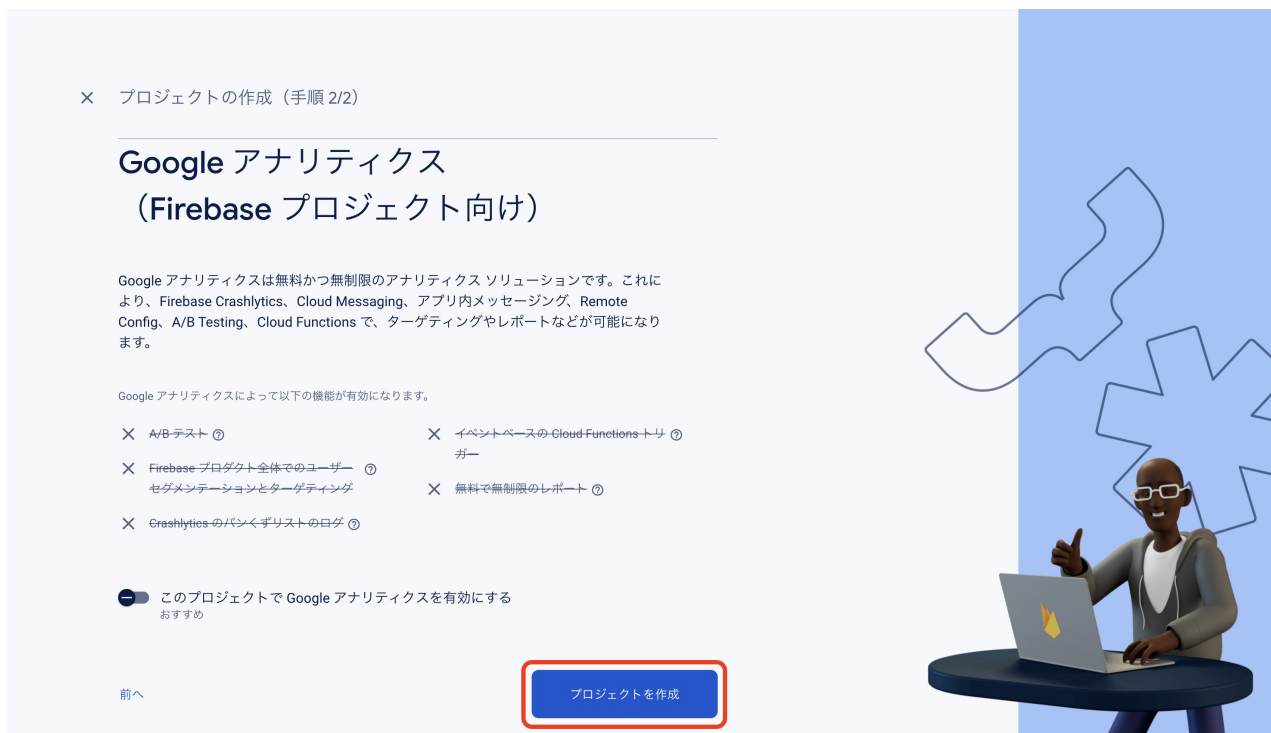 プロジェクトの作成（手順 2/2）
Google アナリティクス
（Firebase プロジェクト向け）
Google アナリティクスは無料かつ無制限のアナリティクス ソリューションです。これに
より、Firebase Crashlytics、Cloud Messaging、アプリ内メッセージング、Remote
Config、A/B Testing、Cloud Functions で、ターゲティングやレポートなどが可能になり
ます。
Google アナリティクスによって以下の機能が有効になります。
A/B テスト
Firebase プロダクト全体でのユーザー
セグメンテーションとターゲティング
Crashlytics のパンくずリストのログ
イベントベースの Cloud Functions トリ
ガー
無料で無制限のレポート
このプロジェクトで Google アナリティクスを有効にする
おすすめ
前へ
プロジェクトを作成